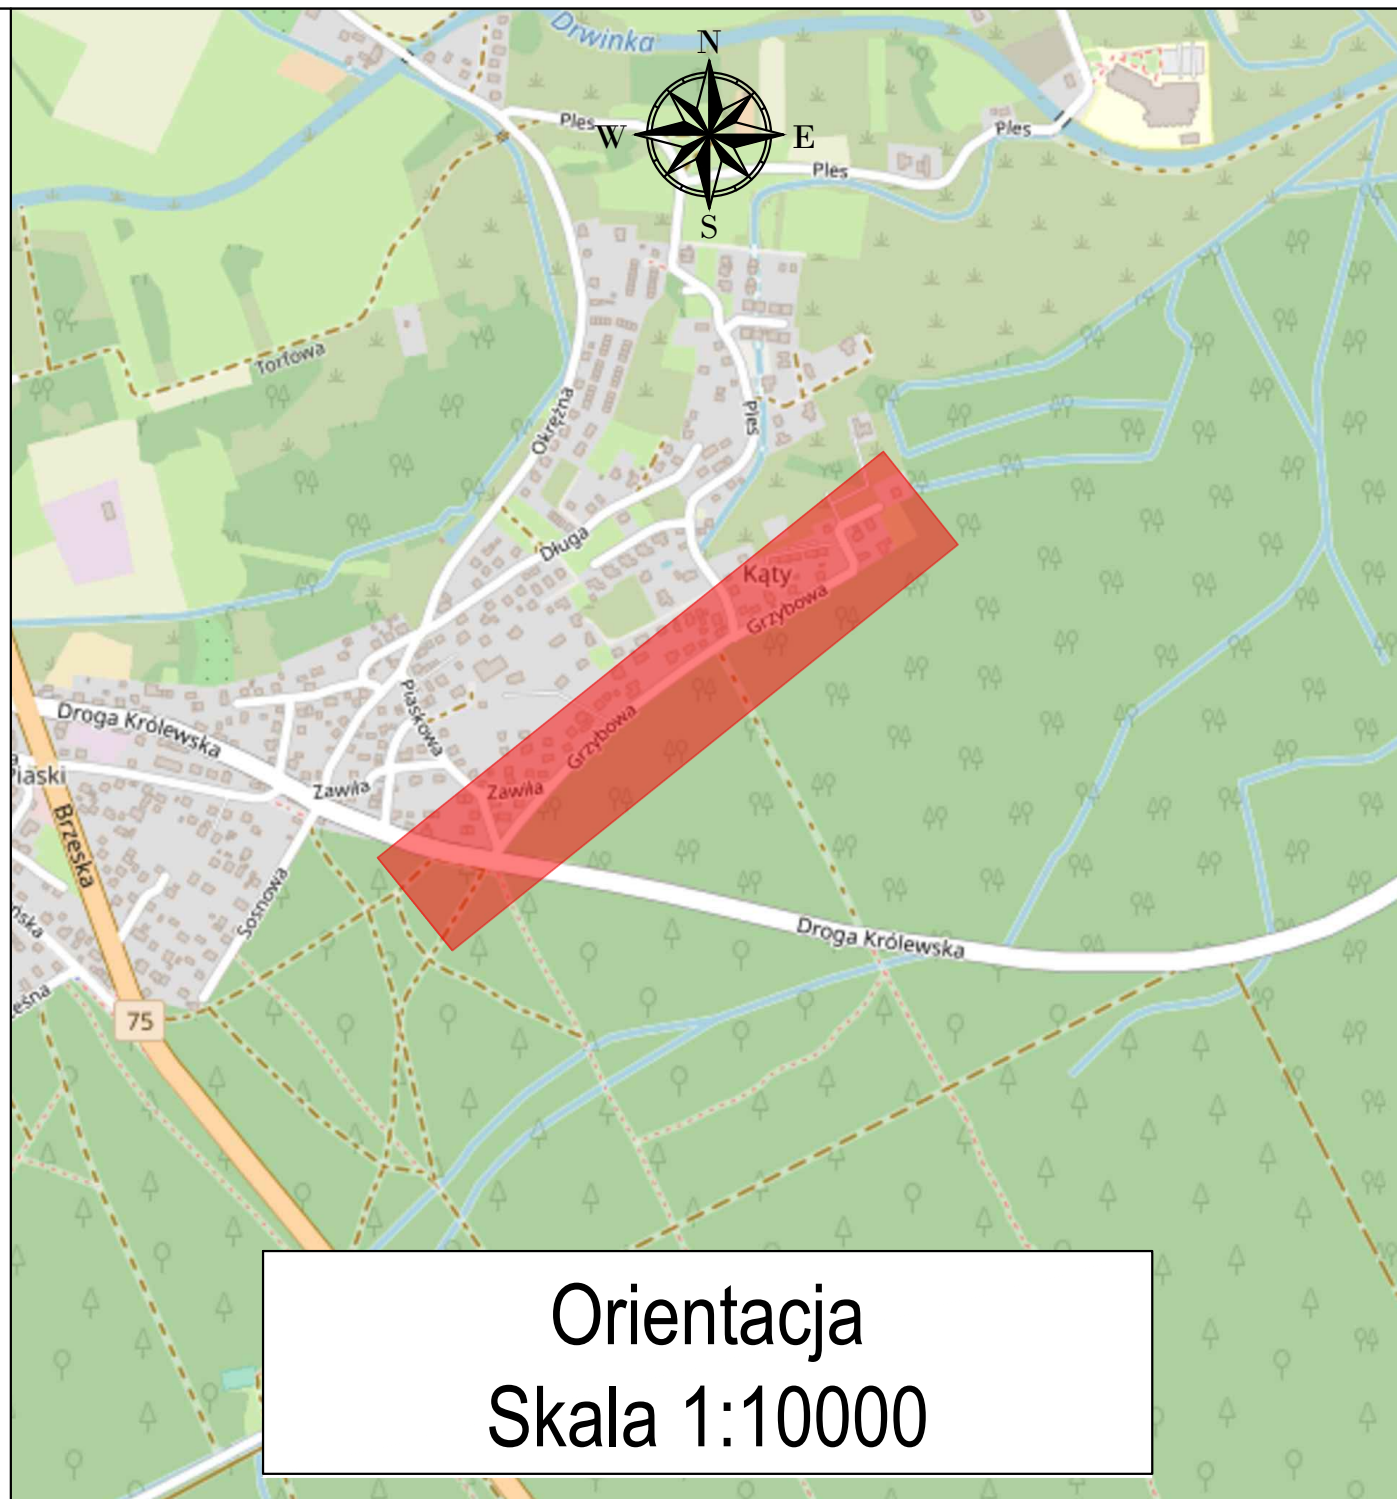 Drwinka
N
W
E
S
Ples
Ples
Ples
Torfowa
Okrężna
Ples
Długa
Kąty
Grzybowa
Piaskowa
Droga Królewska
Grzybowa
Piaski
Zawiła
Zawiła
Brzeska
Sosnowa
Droga Królewska
75
Orientacja
Skala 1:10000